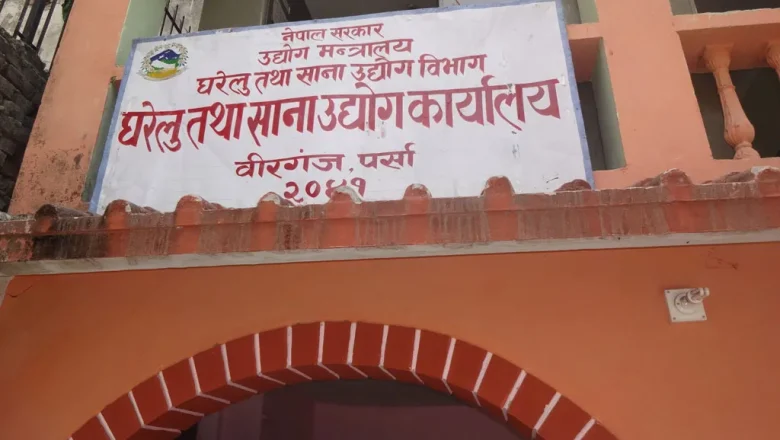 नेपाल सरकार
उद्योग मन्त्रालय
घरेलु तथा साना उद्योग विभाग
घरेलु तथा साना उद्योग कार्यालय
वीरगंज, पर्सा
२०४१